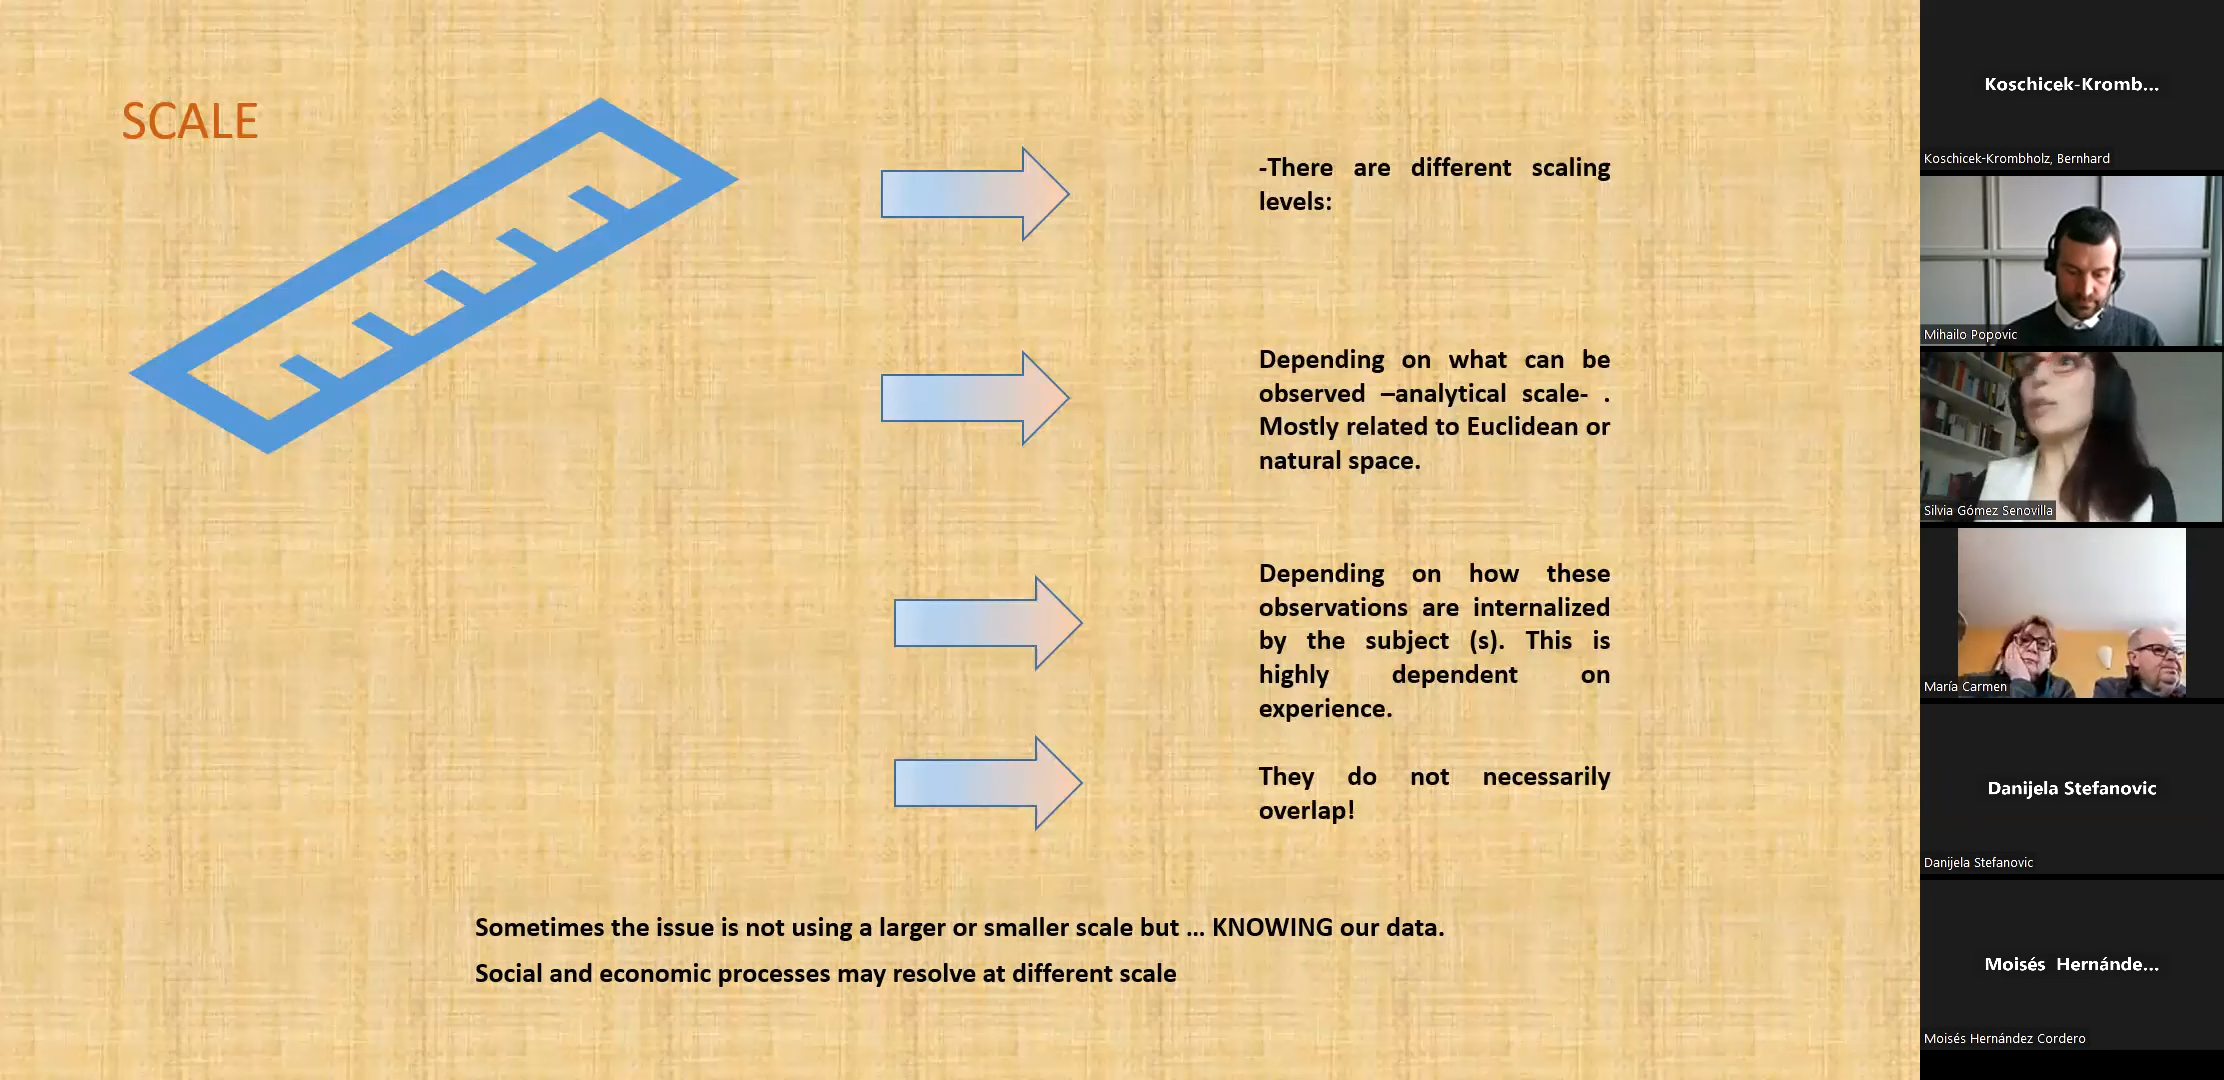 SCALE
-There are different scaling
levels:
Depending on what can be
observed –analytical scale- .
Mostly related to Euclidean or
natural space.
Depending on how these
observations are internalized
by the subject (s). This is
highly dependent on
experience.
They do not necessarily
overlap!
Sometimes the issue is not using a larger or smaller scale but ... KNOWING our data.
Social and economic processes may resolve at different scale
Koschicek-Kromb...
Koschicek-Krombholz, Bernhard
Mihailo Popovic
Silvia Gómez Senovilla
María Carmen
Danijela Stefanovic
Danijela Stefanovic
Moisés Hernánde...
Moisés Hernández Cordero